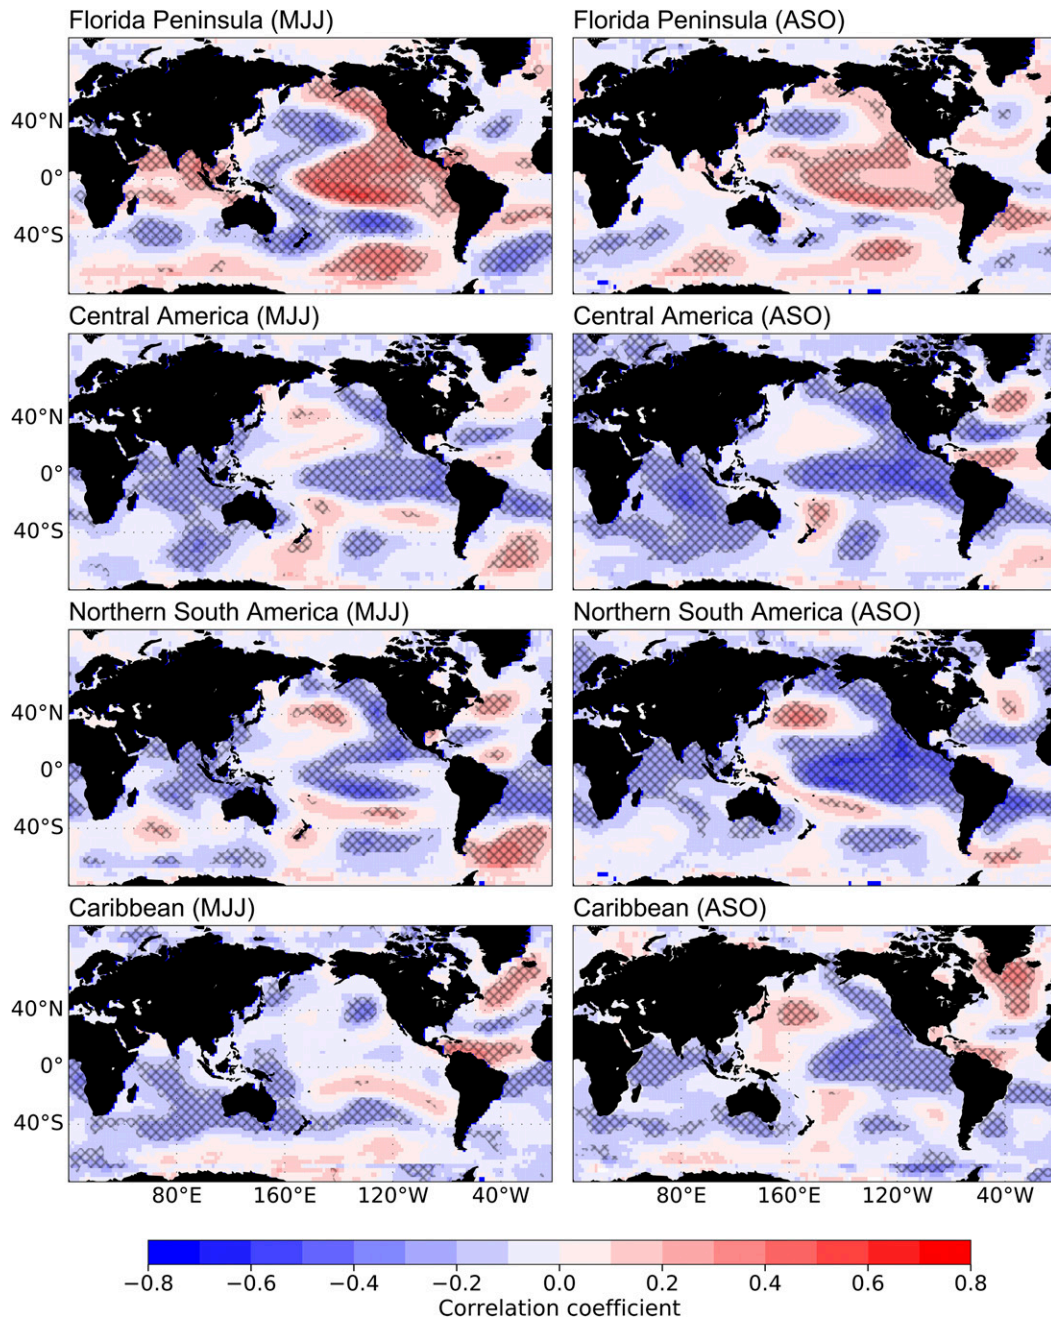 Florida Peninsula (MJJ) Florida Peninsula (ASO)
40°N
0°
40°S
Central America (MJJ) Central America (ASO)
40°N
0°
40°S
Northern South America (MJJ) Northern South America (ASO)
40°N
0°
40°S
Caribbean (MJJ) Caribbean (ASO)
40°N
0°
40°S
80°E 160°E 120°W 40°W 80°E 160°E 120°W 40°W
−0.8 −0.6 −0.4 −0.2 0.0 0.2 0.4 0.6 0.8
Correlation coefficient